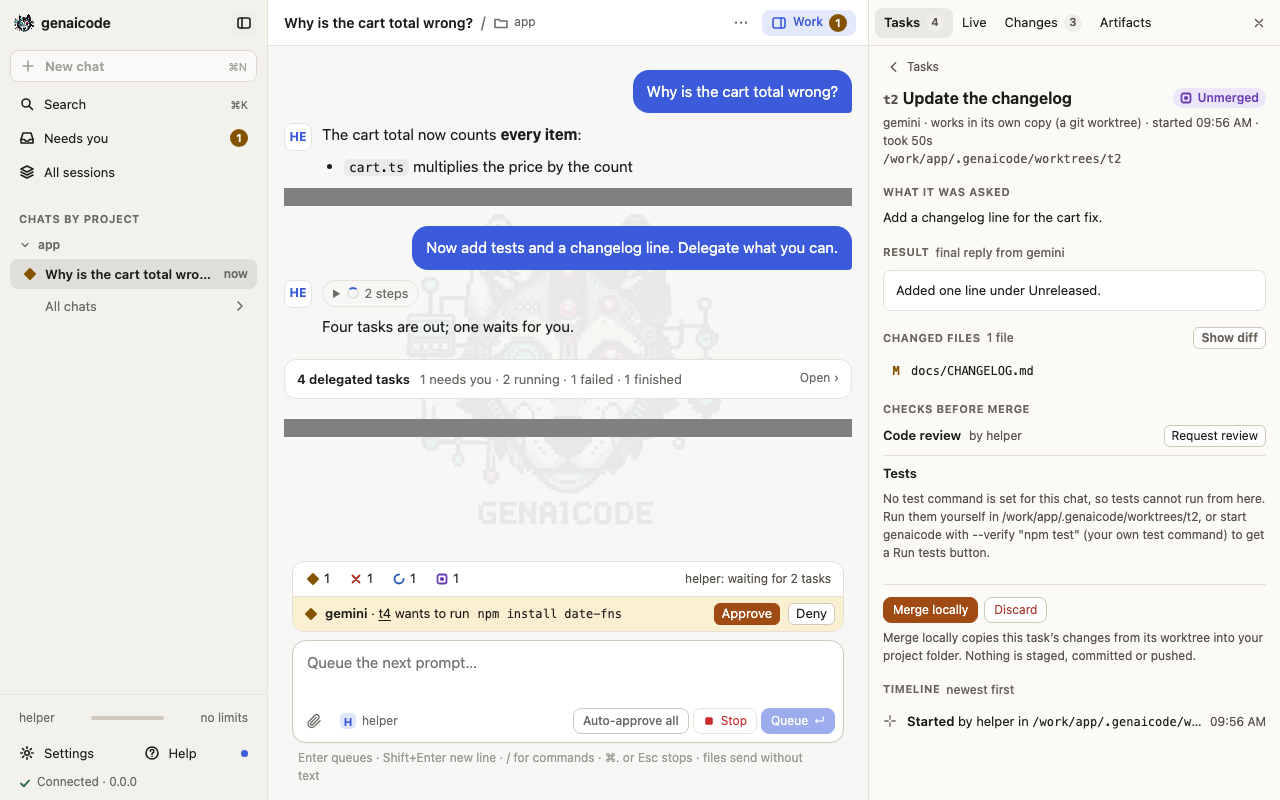 genaicode
New chat ⌘N
Search ⌘K
Needs you 1
All sessions
CHATS BY PROJECT
app
Why is the cart total wro... now
All chats
helper no limits
Settings Help
Connected · 0.0.0
Why is the cart total wrong? / app
Work 1
Why is the cart total wrong?
HE
The cart total now counts every item:
• cart.ts multiplies the price by the count
Now add tests and a changelog line. Delegate what you can.
HE
2 steps
Four tasks are out; one waits for you.
4 delegated tasks 1 needs you · 2 running · 1 failed · 1 finished Open ›
GENAICODE
1 1 1 1 helper: waiting for 2 tasks
gemini · t4 wants to run npm install date-fns Approve Deny
Queue the next prompt...
H helper Auto-approve all Stop Queue
Enter queues · Shift+Enter new line · / for commands · ⌘. or Esc stops · files send without
text
Tasks 4 Live Changes 3 Artifacts
Tasks
t2 Update the changelog Unmerged
gemini · works in its own copy (a git worktree) · started 09:56 AM ·
took 50s
/work/app/.genaicode/worktrees/t2
WHAT IT WAS ASKED
Add a changelog line for the cart fix.
RESULT final reply from gemini
Added one line under Unreleased.
CHANGED FILES 1 file Show diff
M docs/CHANGELOG.md
CHECKS BEFORE MERGE
Code review by helper Request review
Tests
No test command is set for this chat, so tests cannot run from here.
Run them yourself in /work/app/.genaicode/worktrees/t2, or start
genaicode with --verify "npm test" (your own test command) to get
a Run tests button.
Merge locally Discard
Merge locally copies this task's changes from its worktree into your
project folder. Nothing is staged, committed or pushed.
TIMELINE newest first
Started by helper in /work/app/.genaicode/w... 09:56 AM